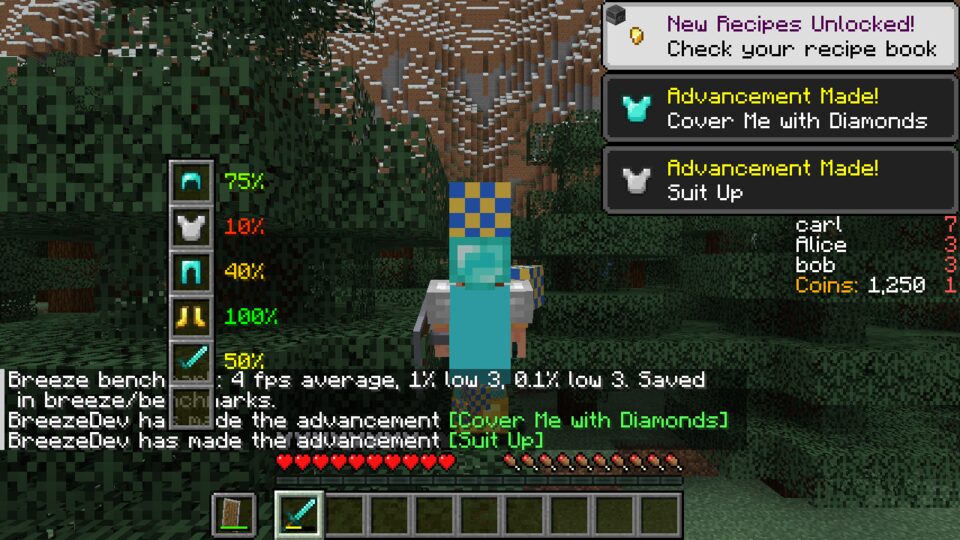 New Recipes Unlocked!
Check your recipe book
Advancement Made!
Cover Me with Diamonds
Advancement Made!
Suit Up
75%
10%
40%
100%
50%
carl 7
Alice 3
bob 3
Coins: 1,250 1
Breeze bench : 4 fps average, 1% low 3, 0.1% low 3. Saved
in breeze/benchmarks.
BreezeDev has made the advancement [Cover Me with Diamonds]
BreezeDev has made the advancement [Suit Up]